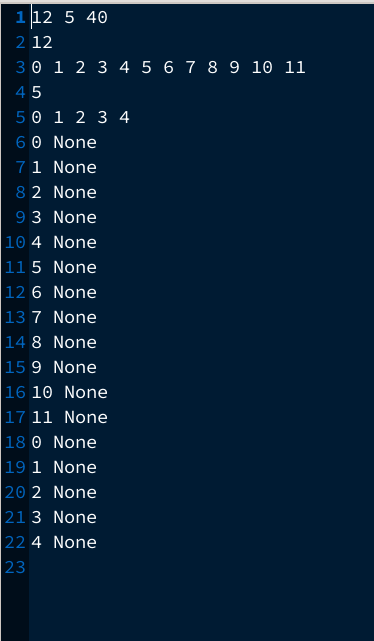 1 12 5 40
2 12
3 0 1 2 3 4 5 6 7 8 9 10 11
4 5
5 0 1 2 3 4
6 0 None
7 1 None
8 2 None
9 3 None
10 4 None
11 5 None
12 6 None
13 7 None
14 8 None
15 9 None
16 10 None
17 11 None
18 0 None
19 1 None
20 2 None
21 3 None
22 4 None
23